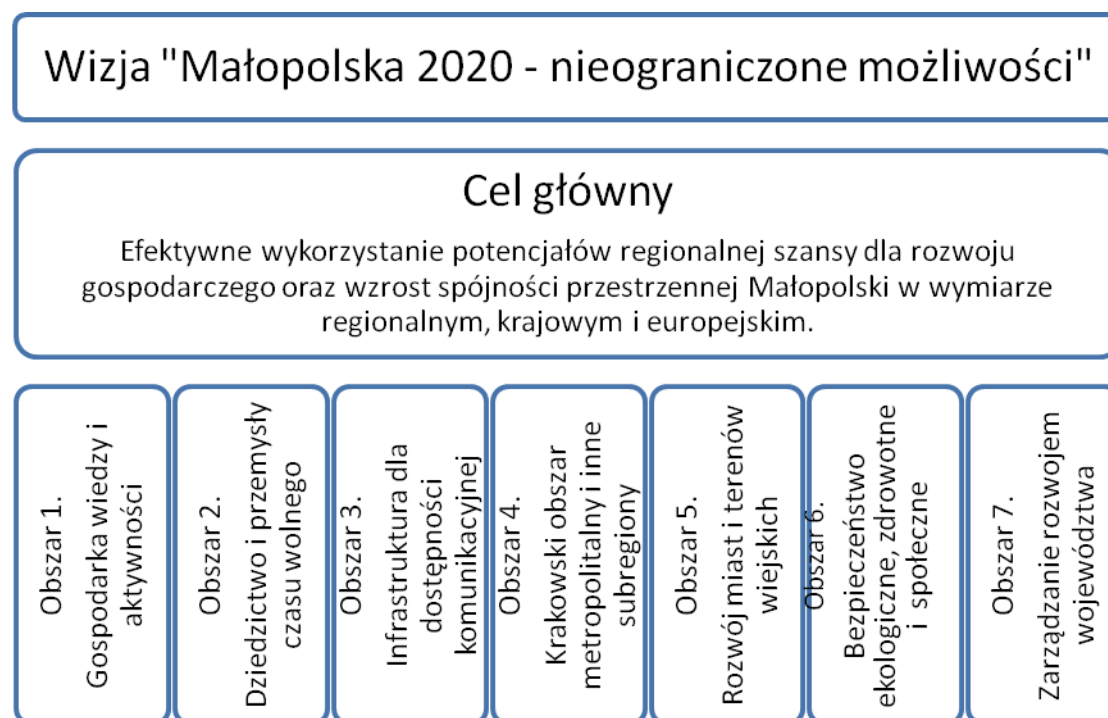 Wizja "Małopolska 2020 - nieograniczone możliwości"
Cel główny
Efektywne wykorzystanie potencjałów regionalnej szansy dla rozwoju
gospodarczego oraz wzrost spójności przestrzennej Małopolski w wymiarze
regionalnym, krajowym i europejskim.
Obszar 1.
Gospodarka wiedzy i
aktywności
Obszar 2.
Dziedzictwo i przemysły
czasu wolnego
Obszar 3.
Infrastruktura dla
dostępności
komunikacyjnej
Obszar 4.
Krakowski obszar
metropolitalny i inne
subregiony
Obszar 5.
Rozwój miast i terenów
wiejskich
Obszar 6.
Bezpieczeństwo
ekologiczne, zdrowotne
i społeczne
Obszar 7.
Zarządzanie rozwojem
województwa